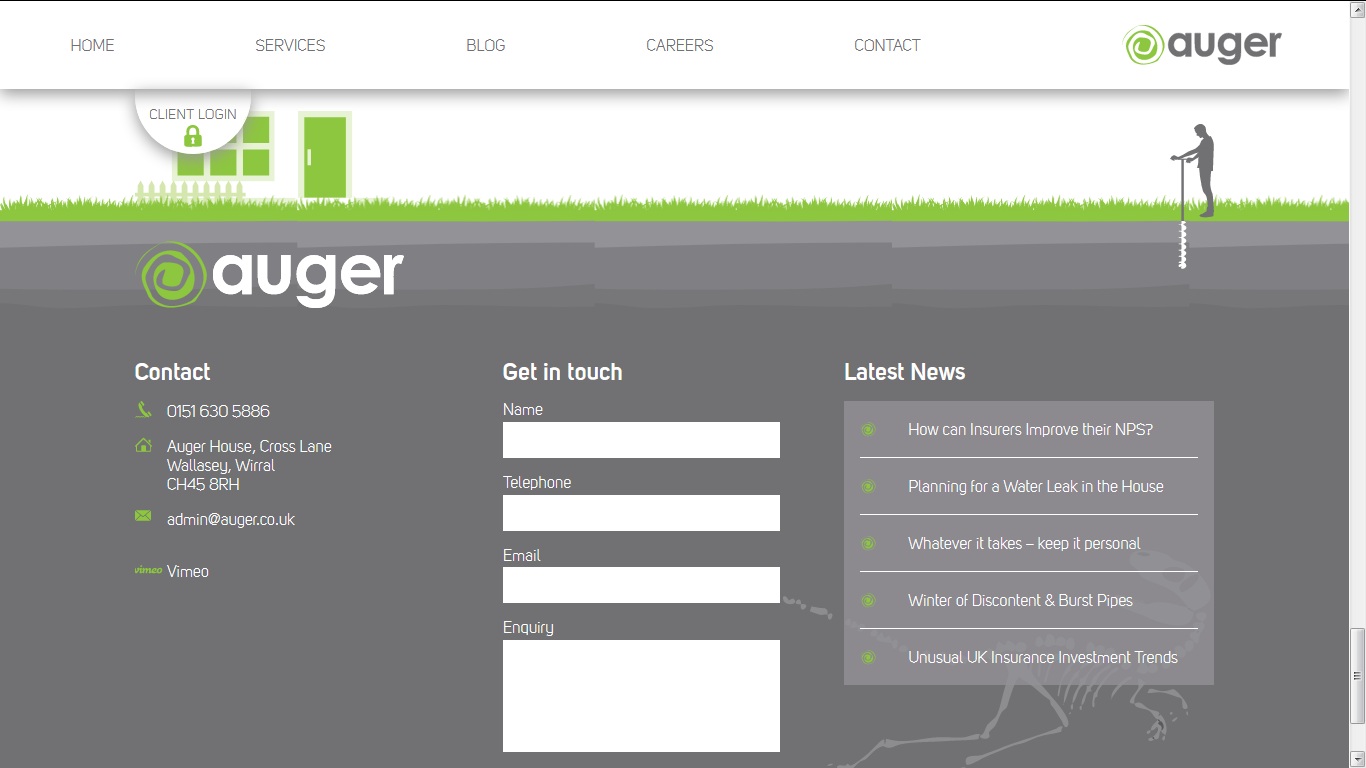 HOME SERVICES BLOG CAREERS CONTACT auger
CLIENT LOGIN
auger
Contact
0151 630 5886
Auger House, Cross Lane
Wallasey, Wirral
CH45 8RH
admin@auger.co.uk
vimeo Vimeo
Get in touch
Name
Telephone
Email
Enquiry
Latest News
How can Insurers Improve their NPS?
Planning for a Water Leak in the House
Whatever it takes – keep it personal
Winter of Discontent & Burst Pipes
Unusual UK Insurance Investment Trends